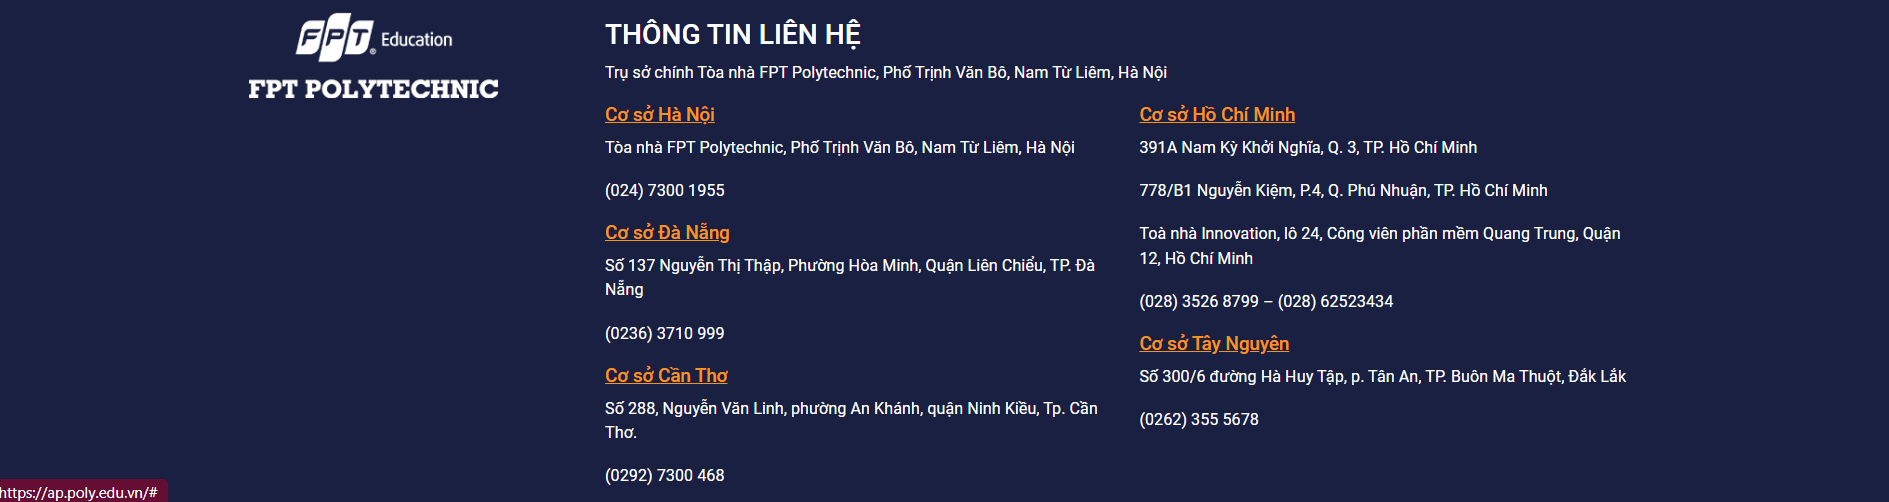 FPT Education
FPT POLYTECHNIC
THÔNG TIN LIÊN HỆ
Trụ sở chính Tòa nhà FPT Polytechnic, Phố Trịnh Văn Bô, Nam Từ Liêm, Hà Nội
Cơ sở Hà Nội
Tòa nhà FPT Polytechnic, Phố Trịnh Văn Bô, Nam Từ Liêm, Hà Nội
(024) 7300 1955
Cơ sở Đà Nẵng
Số 137 Nguyễn Thị Thập, Phường Hòa Minh, Quận Liên Chiểu, TP. Đà
Nẵng
(0236) 3710 999
Cơ sở Cần Thơ
Số 288, Nguyễn Văn Linh, phường An Khánh, quận Ninh Kiều, Tp. Cần
Thơ.
(0292) 7300 468
Cơ sở Hồ Chí Minh
391A Nam Kỳ Khởi Nghĩa, Q. 3, TP. Hồ Chí Minh
778/B1 Nguyễn Kiệm, P.4, Q. Phú Nhuận, TP. Hồ Chí Minh
Toà nhà Innovation, lô 24, Công viên phần mềm Quang Trung, Quận
12, Hồ Chí Minh
(028) 3526 8799 – (028) 62523434
Cơ sở Tây Nguyên
Số 300/6 đường Hà Huy Tập, p. Tân An, TP. Buôn Ma Thuột, Đắk Lắk
(0262) 355 5678
https://ap.poly.edu.vn/#